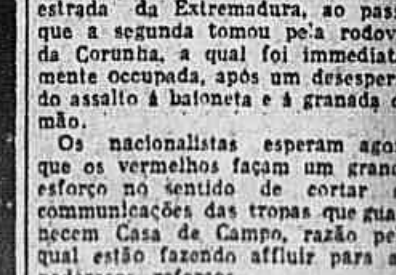 estrada da Extremadura, ao pas
que a segunda tomou pela rodov
da Corunha, a qual foi immediat
mente occupada, após um desesper
do assalto á baioneta e á granada
mão.
Os nacionalistas esperam ago
que os vermelhos façam um gran
esforço no sentido de cortar
communicações das tropas que gua
necem Casa de Campo, razão pe
qual estão fazendo affluir para a